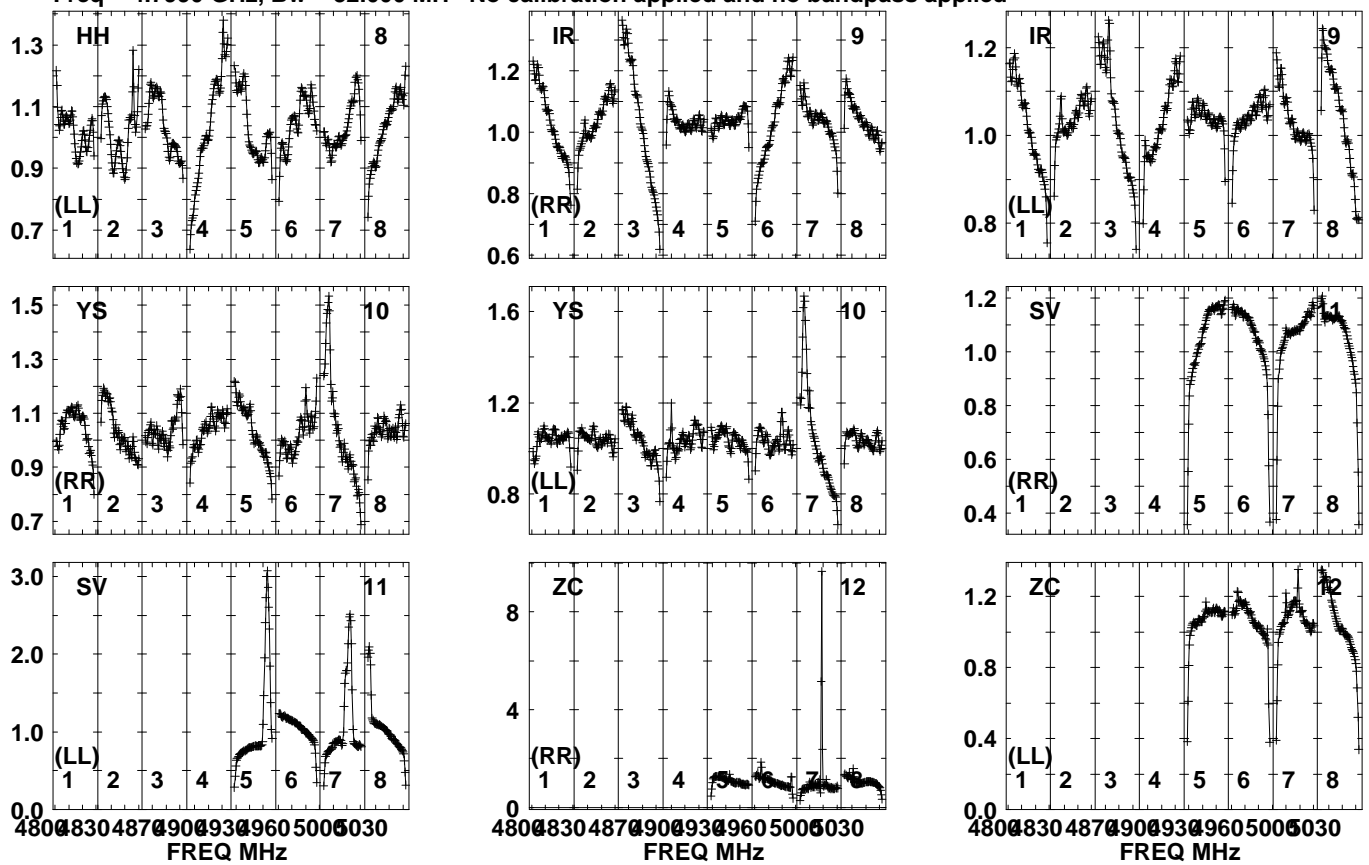 No calibration applied and no bandpass applied
HH 8
1.3
1.1
0.9
0.7
(LL)
1 2 3 4 5 6 7 8
IR 9
1.2
1.0
0.8
0.6
(RR)
1 2 3 4 5 6 7 8
IR 9
1.2
1.0
0.8
(LL)
1 2 3 4 5 6 7 8
YS 10
1.5
1.3
1.1
0.9
0.7
(RR)
1 2 3 4 5 6 7 8
YS 10
1.6
1.2
0.8
(LL)
1 2 3 4 5 6 7 8
SV 11
1.2
1.0
0.8
0.6
0.4
(RR)
1 2 3 4 5 6 7 8
SV 11
3.0
2.0
1.0
0.0
(LL)
1 2 3 4 5 6 7 8
ZC 12
8
4
0
(RR)
1 2 3 4 5 6 7 8
ZC 12
1.2
0.8
0.4
0.0
(LL)
1 2 3 4 5 6 7 8
4800 4830 4870 4900 4930 4960 5000 5030
FREQ MHz
4800 4830 4870 4900 4930 4960 5000 5030
FREQ MHz
4800 4830 4870 4900 4930 4960 5000 5030
FREQ MHz